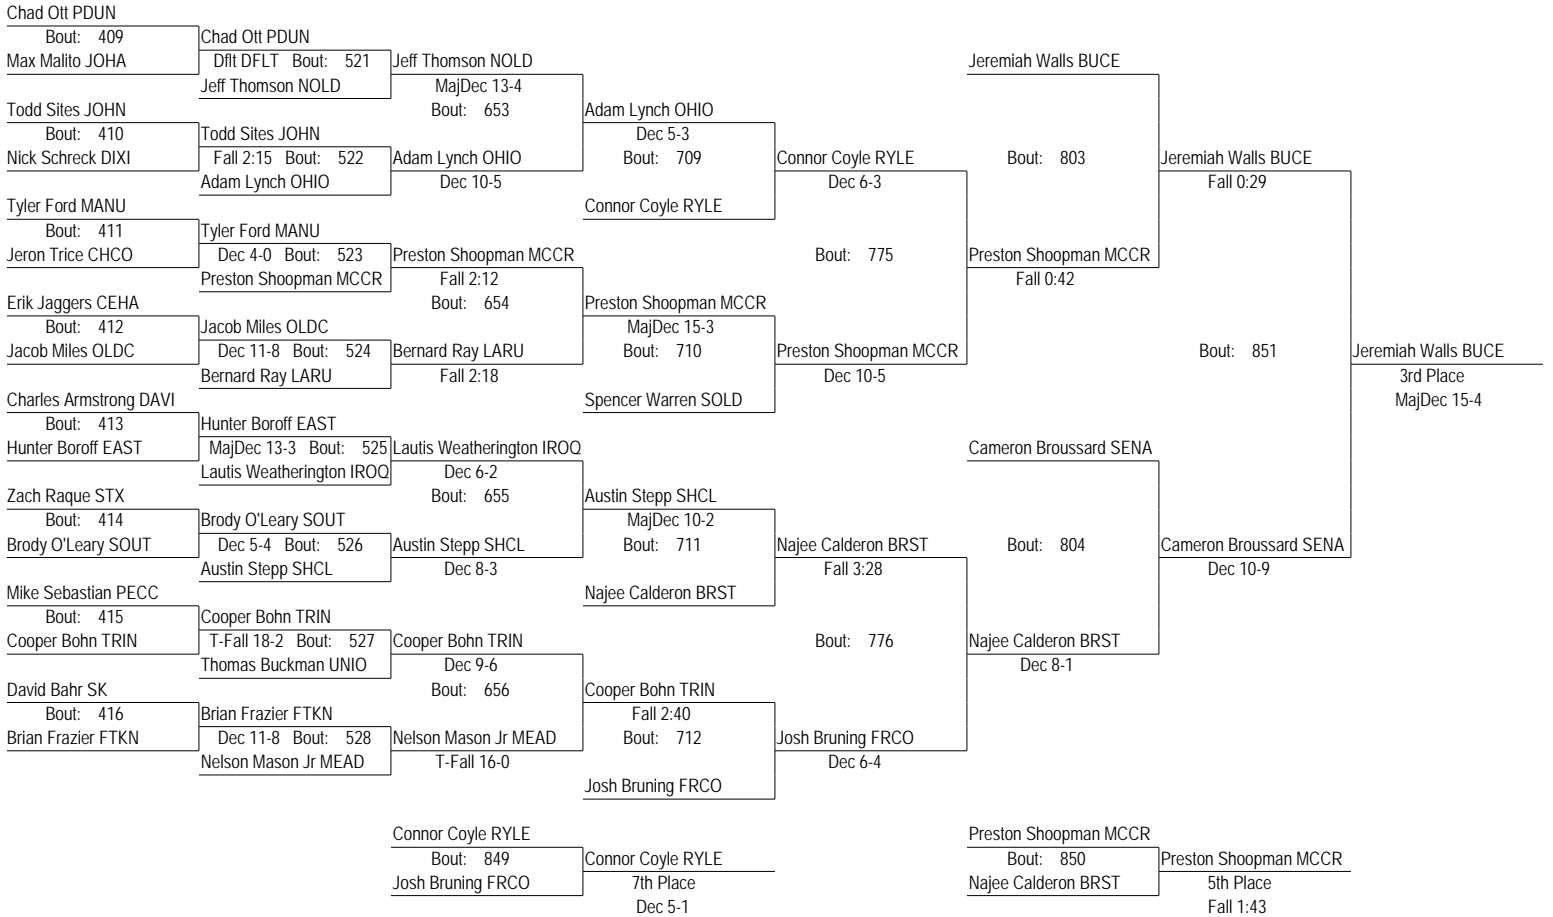 Chad Ott PDUN
Bout: 409 Chad Ott PDUN
Max Malito JOHA Dflt DFLT Bout: 521 Jeff Thomson NOLD Jeremiah Walls BUCE
Jeff Thomson NOLD MajDec 13-4
Todd Sites JOHN Bout: 653 Adam Lynch OHIO
Bout: 410 Todd Sites JOHN Dec 5-3
Nick Schreck DIXI Fall 2:15 Bout: 522 Adam Lynch OHIO Bout: 709 Connor Coyle RYLE Bout: 803 Jeremiah Walls BUCE
Adam Lynch OHIO Dec 10-5 Dec 6-3 Fall 0:29
Tyler Ford MANU Connor Coyle RYLE
Bout: 411 Tyler Ford MANU
Jeron Trice CHCO Dec 4-0 Bout: 523 Preston Shoopman MCCR Bout: 775 Preston Shoopman MCCR
Preston Shoopman MCCR Fall 2:12 Fall 0:42
Erik Jaggers CEHA Bout: 654 Preston Shoopman MCCR
Bout: 412 Jacob Miles OLDC MajDec 15-3
Jacob Miles OLDC Dec 11-8 Bout: 524 Bernard Ray LARU Bout: 710 Preston Shoopman MCCR Bout: 851 Jeremiah Walls BUCE
Bernard Ray LARU Fall 2:18 Dec 10-5 3rd Place
Charles Armstrong DAVI Spencer Warren SOLD MajDec 15-4
Bout: 413 Hunter Boroff EAST
Hunter Boroff EAST MajDec 13-3 Bout: 525 Lautis Weatherington IROQ Cameron Broussard SENA
Lautis Weatherington IROQ Dec 6-2
Zach Raque STX Bout: 655 Austin Stepp SHCL
Bout: 414 Brody O'Leary SOUT MajDec 10-2
Brody O'Leary SOUT Dec 5-4 Bout: 526 Austin Stepp SHCL Bout: 711 Najee Calderon BRST Bout: 804 Cameron Broussard SENA
Austin Stepp SHCL Dec 8-3 Fall 3:28 Dec 10-9
Mike Sebastian PECC Najee Calderon BRST
Bout: 415 Cooper Bohn TRIN
Cooper Bohn TRIN T-Fall 18-2 Bout: 527 Cooper Bohn TRIN Bout: 776 Najee Calderon BRST
Thomas Buckman UNIO Dec 9-6 Dec 8-1
David Bahr SK Bout: 656 Cooper Bohn TRIN
Bout: 416 Brian Frazier FTKN Fall 2:40
Brian Frazier FTKN Dec 11-8 Bout: 528 Nelson Mason Jr MEAD Bout: 712 Josh Bruning FRCO
Nelson Mason Jr MEAD T-Fall 16-0 Dec 6-4
Josh Bruning FRCO
Connor Coyle RYLE Preston Shoopman MCCR
Bout: 849 Connor Coyle RYLE Bout: 850 Preston Shoopman MCCR
Josh Bruning FRCO 7th Place Najee Calderon BRST 5th Place
Dec 5-1 Fall 1:43